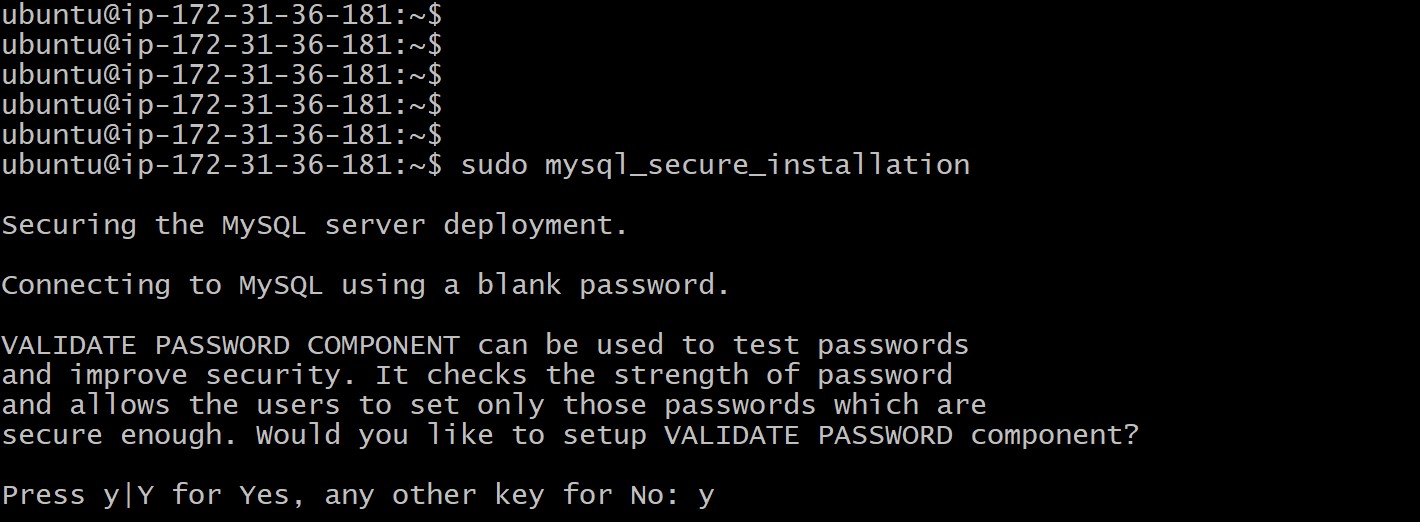 ubuntu@ip-172-31-36-181:~$
ubuntu@ip-172-31-36-181:~$
ubuntu@ip-172-31-36-181:~$
ubuntu@ip-172-31-36-181:~$
ubuntu@ip-172-31-36-181:~$
ubuntu@ip-172-31-36-181:~$ sudo mysql_secure_installation
Securing the MySQL server deployment.
Connecting to MySQL using a blank password.
VALIDATE PASSWORD COMPONENT can be used to test passwords
and improve security. It checks the strength of password
and allows the users to set only those passwords which are
secure enough. Would you like to setup VALIDATE PASSWORD component?
Press y|Y for Yes, any other key for No: y